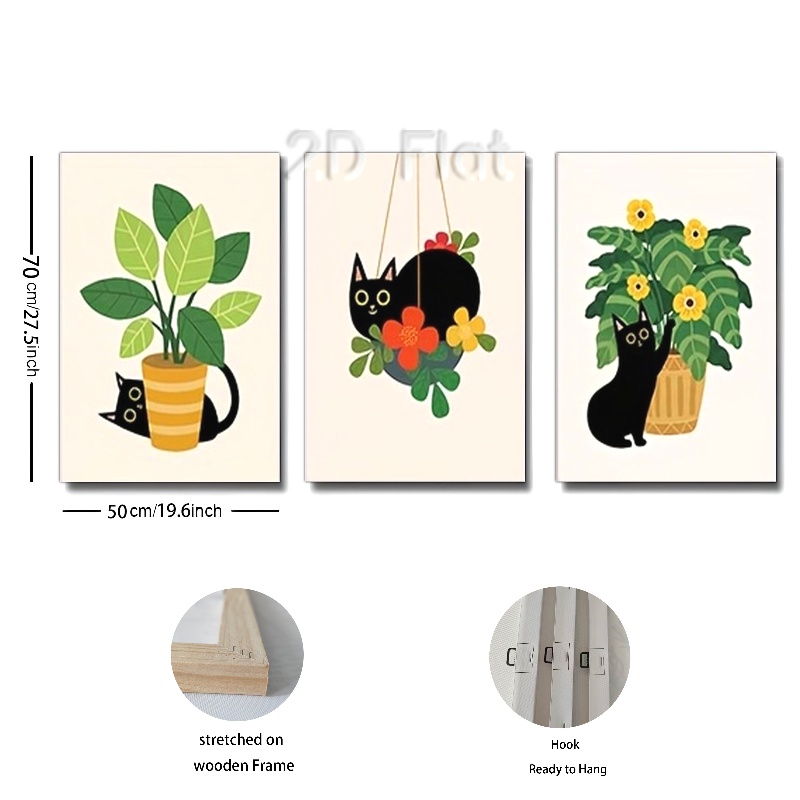 2D Flat
70cm/27.5inch
50cm/19.6inch
stretched on
wooden Frame
Hook
Ready to Hang